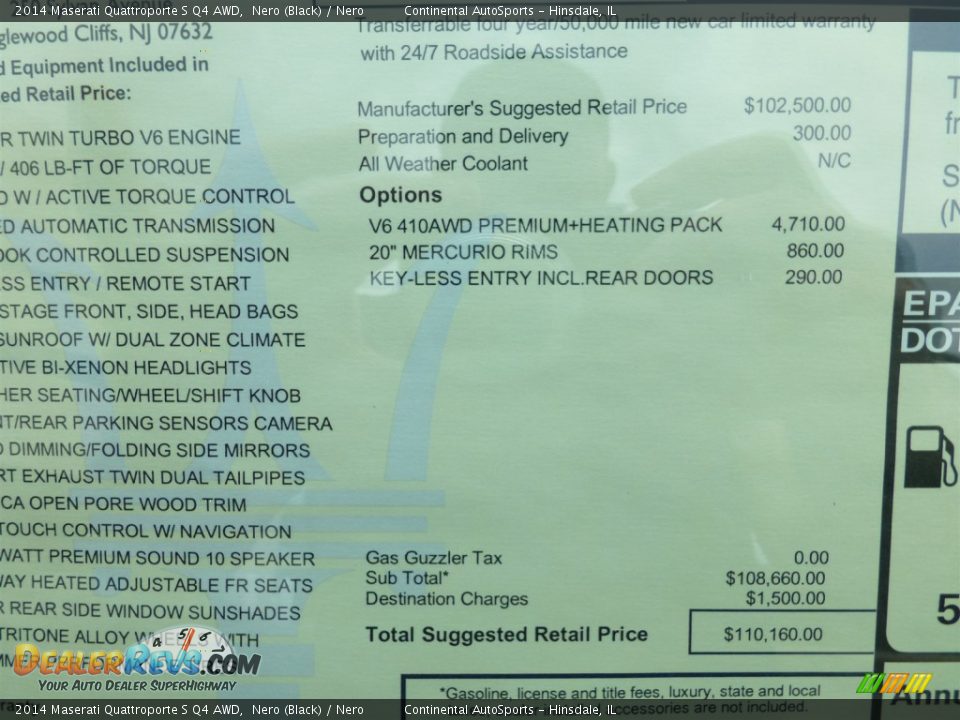 2014 Maserati Quattroporte S Q4 AWD, Nero (Black) / Nero Continental AutoSports - Hinsdale, IL
glewood Cliffs, NJ 07632
d Equipment Included in
ed Retail Price:
R TWIN TURBO V6 ENGINE
/ 406 LB-FT OF TORQUE
D W / ACTIVE TORQUE CONTROL
ED AUTOMATIC TRANSMISSION
OOK CONTROLLED SUSPENSION
SS ENTRY / REMOTE START
STAGE FRONT, SIDE, HEAD BAGS
SUNROOF W/ DUAL ZONE CLIMATE
TIVE BI-XENON HEADLIGHTS
HER SEATING/WHEEL/SHIFT KNOB
NT/REAR PARKING SENSORS CAMERA
O DIMMING/FOLDING SIDE MIRRORS
RT EXHAUST TWIN DUAL TAILPIPES
CA OPEN PORE WOOD TRIM
TOUCH CONTROL W/ NAVIGATION
WATT PREMIUM SOUND 10 SPEAKER
WAY HEATED ADJUSTABLE FR SEATS
R REAR SIDE WINDOW SUNSHADES
TRITONE ALLOY WHEELS WITH
Transferrable four year/50,000 mile new car limited warranty
with 24/7 Roadside Assistance
Manufacturer's Suggested Retail Price $102,500.00
Preparation and Delivery 300.00
All Weather Coolant N/C
Options
V6 410AWD PREMIUM+HEATING PACK 4,710.00
20" MERCURIO RIMS 860.00
KEY-LESS ENTRY INCL.REAR DOORS 290.00
Gas Guzzler Tax 0.00
Sub Total* $108,660.00
Destination Charges $1,500.00
Total Suggested Retail Price $110,160.00
*Gasoline, license and title fees, luxury, state and local
accessories are not included.
EPA
DOT
5
Annu
DealerRevs.com
Your Auto Dealer SuperHighway
2014 Maserati Quattroporte S Q4 AWD, Nero (Black) / Nero Continental AutoSports - Hinsdale, IL